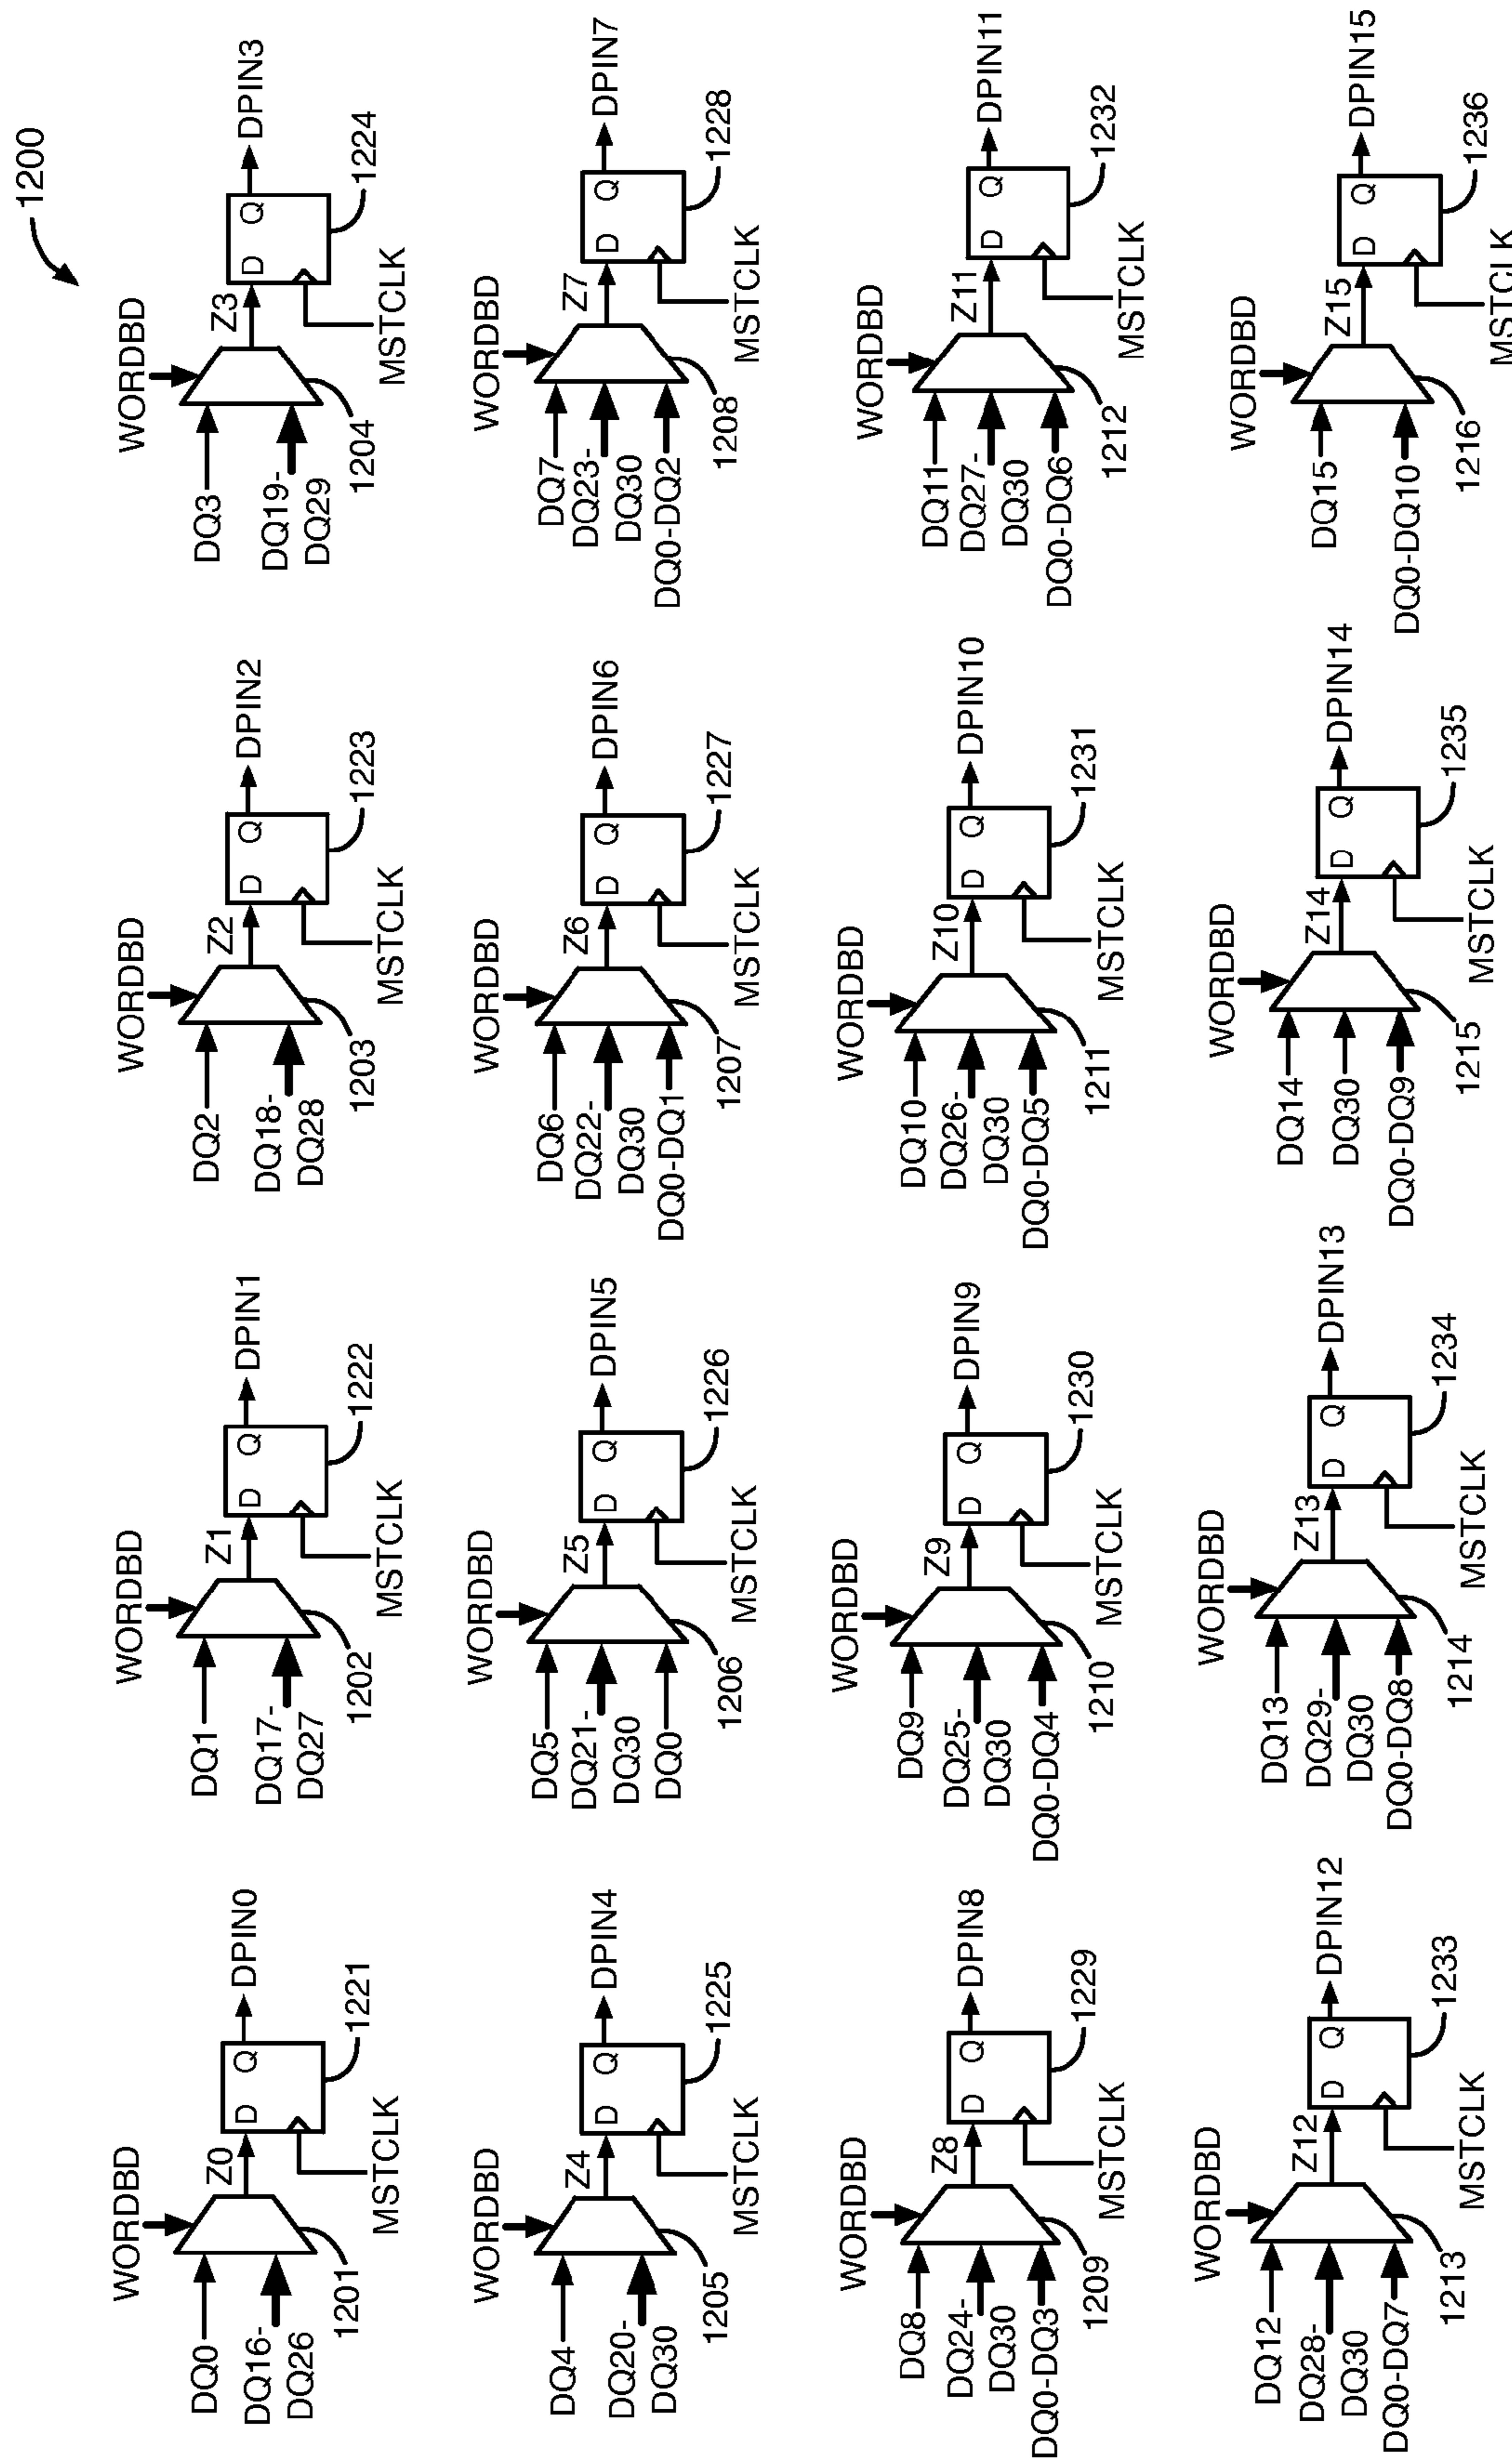 1200
WORDBD
DQ0
Z0
D Q
DPIN0
DQ16-
DQ26
1201
MSTCLK
1221
WORDBD
DQ1
Z1
D Q
DPIN1
DQ17-
DQ27
1202
MSTCLK
1222
WORDBD
DQ2
Z2
D Q
DPIN2
DQ18-
DQ28
1203
MSTCLK
1223
WORDBD
DQ3
Z3
D Q
DPIN3
DQ19-
DQ29
1204
MSTCLK
1224
WORDBD
DQ4
Z4
D Q
DPIN4
DQ20-
DQ30
1205
MSTCLK
1225
WORDBD
DQ5
Z5
D Q
DPIN5
DQ21-
DQ30
DQ0
1206
MSTCLK
1226
WORDBD
DQ6
Z6
D Q
DPIN6
DQ22-
DQ30
DQ0-DQ1
1207
MSTCLK
1227
WORDBD
DQ7
Z7
D Q
DPIN7
DQ23-
DQ30
DQ0-DQ2
1208
MSTCLK
1228
WORDBD
DQ8
Z8
D Q
DPIN8
DQ24-
DQ30
DQ0-DQ3
1209
MSTCLK
1229
WORDBD
DQ9
Z9
D Q
DPIN9
DQ25-
DQ30
DQ0-DQ4
1210
MSTCLK
1230
WORDBD
DQ10
Z10
D Q
DPIN10
DQ26-
DQ30
DQ0-DQ5
1211
MSTCLK
1231
WORDBD
DQ11
Z11
D Q
DPIN11
DQ27-
DQ30
DQ0-DQ6
1212
MSTCLK
1232
WORDBD
DQ12
Z12
D Q
DPIN12
DQ28-
DQ30
DQ0-DQ7
1213
MSTCLK
1233
WORDBD
DQ13
Z13
D Q
DPIN13
DQ29-
DQ30
DQ0-DQ8
1214
MSTCLK
1234
WORDBD
DQ14
Z14
D Q
DPIN14
DQ30
DQ0-DQ9
1215
MSTCLK
1235
WORDBD
DQ15
Z15
D Q
DPIN15
DQ0-DQ10
1216
MSTCLK
1236